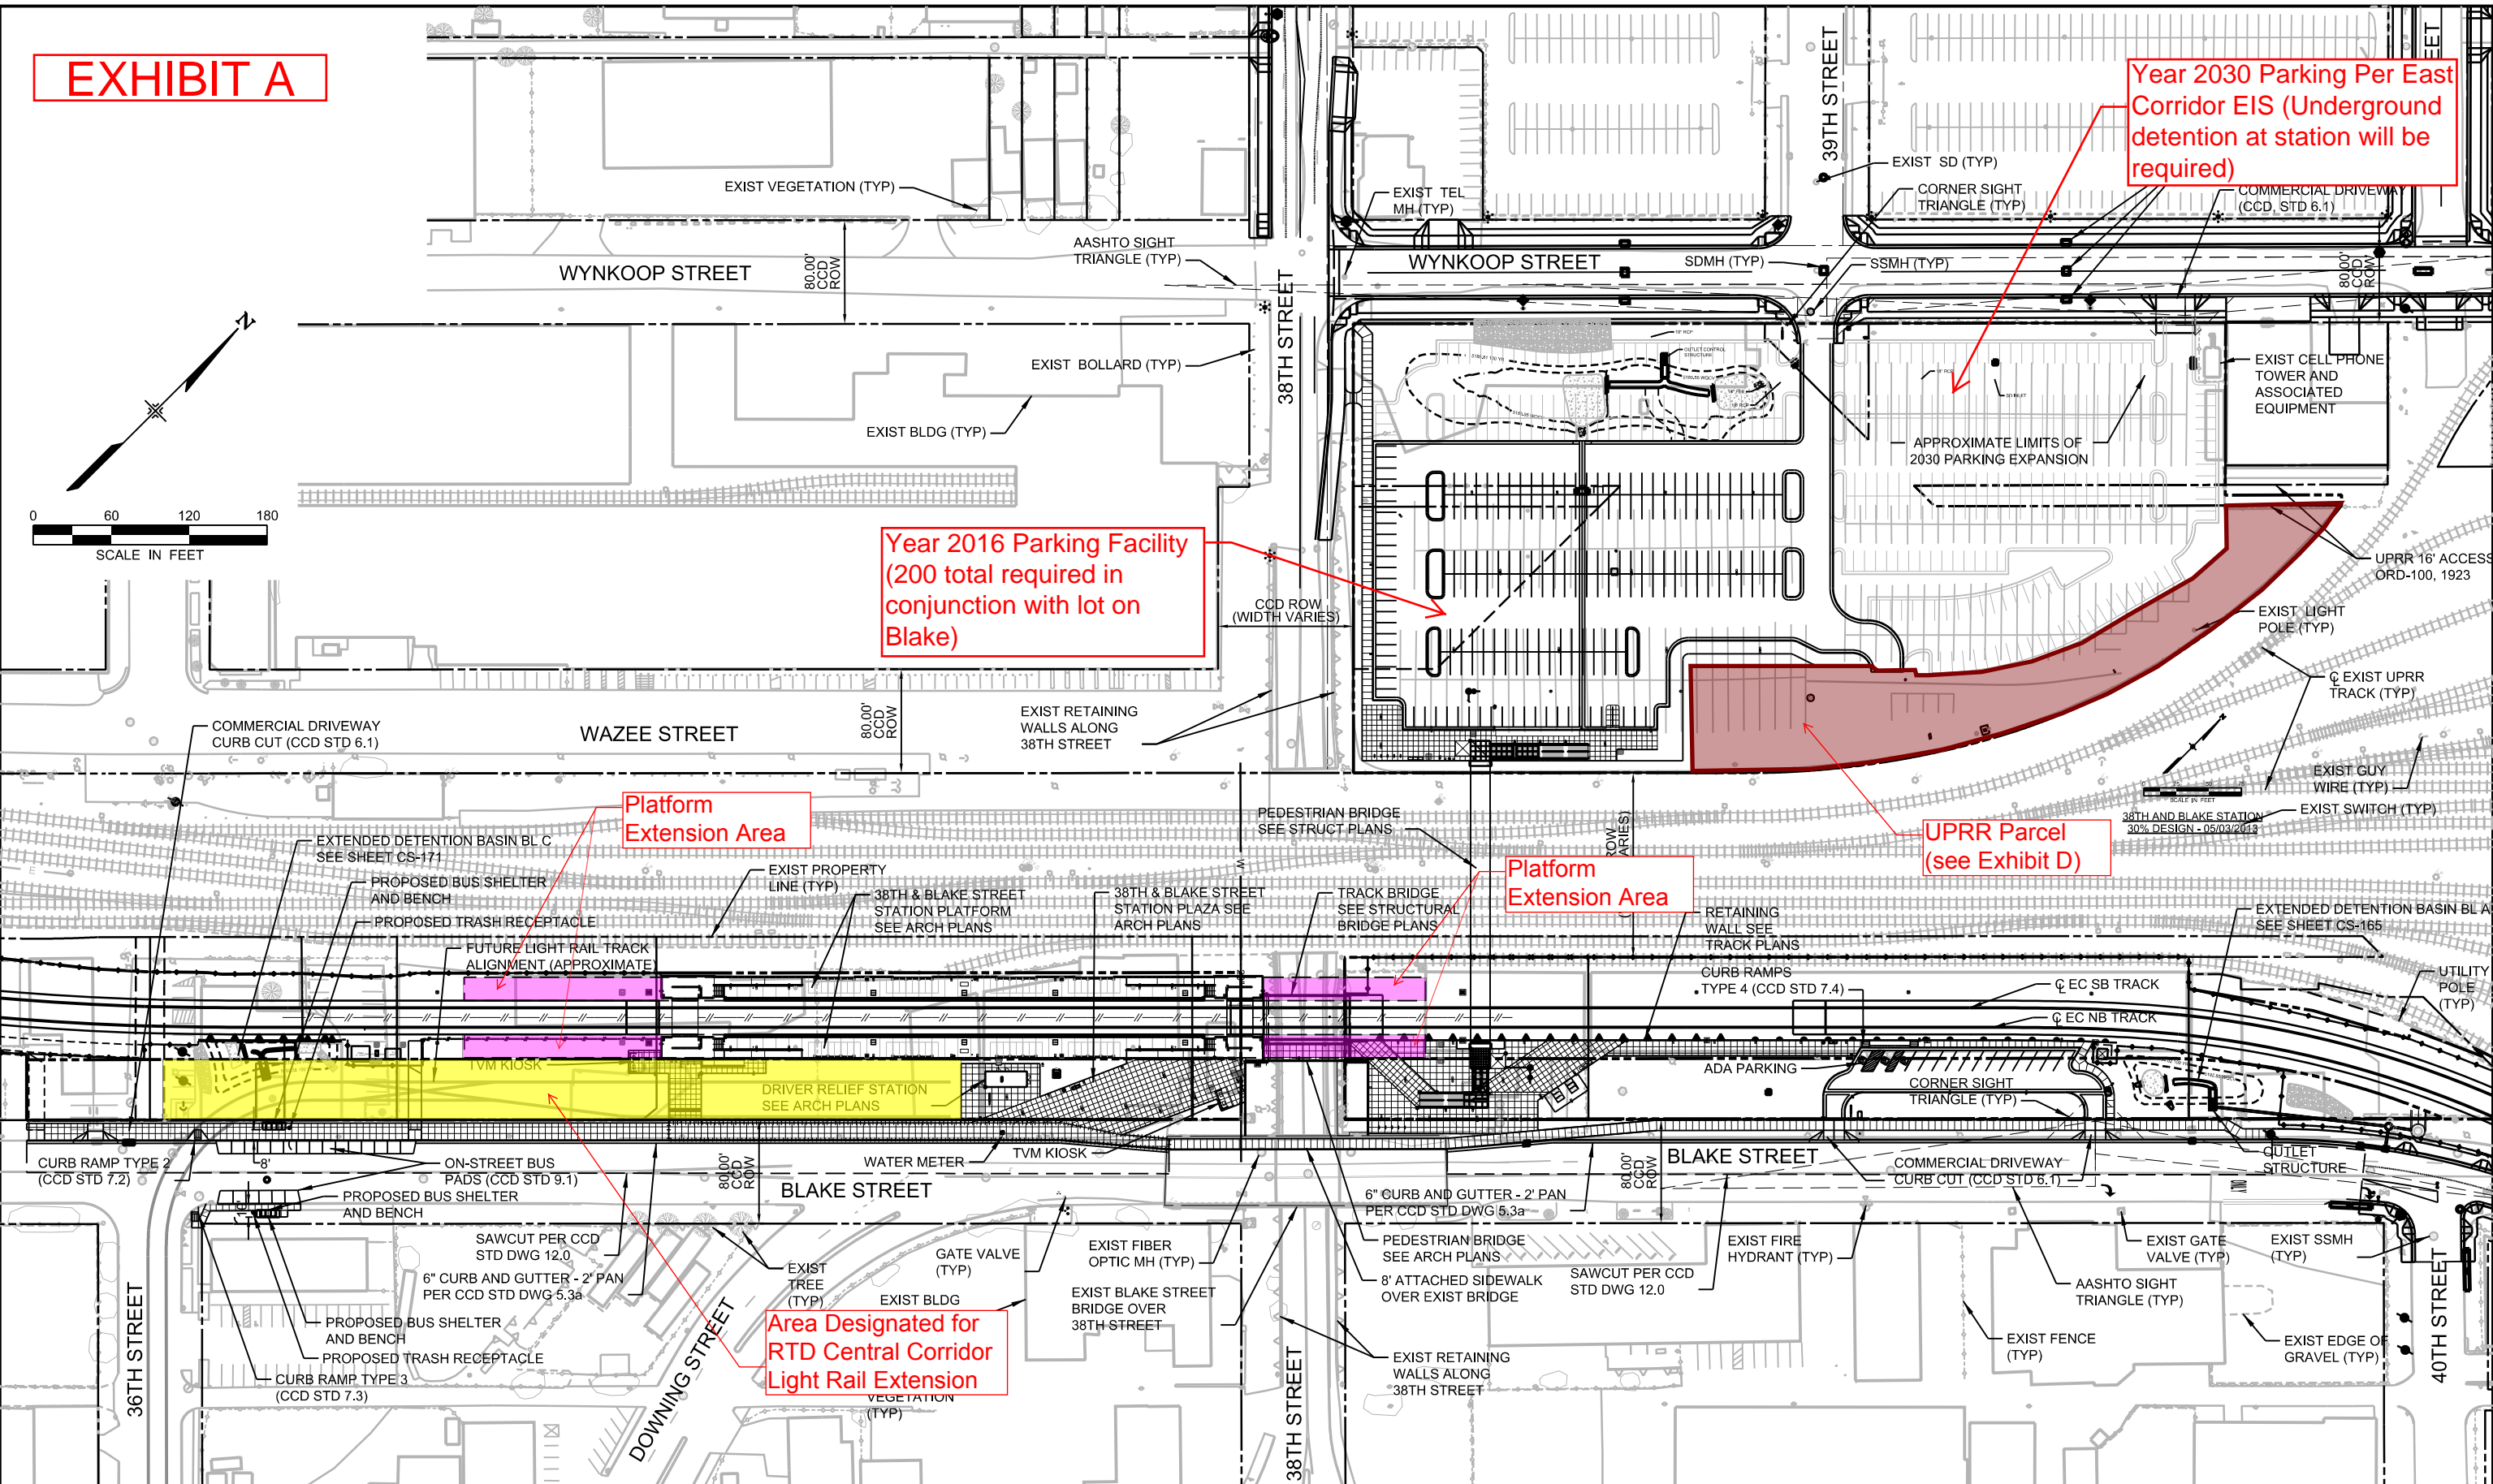 EXHIBIT A
Year 2030 Parking Per East
Corridor EIS (Underground
detention at station will be
required)
39TH STREET
EXIST SD (TYP)
CORNER SIGHT
TRIANGLE (TYP)
COMMERCIAL DRIVEWAY
(CCD, STD 6.1)
EXIST VEGETATION (TYP)
EXIST TEL
MH (TYP)
AASHTO SIGHT
TRIANGLE (TYP)
WYNKOOP STREET
80.00'
CCD
ROW
38TH STREET
WYNKOOP STREET
SDMH (TYP)
SSMH (TYP)
80.00'
CCD
ROW
N
EXIST BOLLARD (TYP)
EXIST BLDG (TYP)
OUTLET CONTROL
STRUCTURE
EXIST CELL PHONE
TOWER AND
ASSOCIATED
EQUIPMENT
APPROXIMATE LIMITS OF
2030 PARKING EXPANSION
0 60 120 180
SCALE IN FEET
Year 2016 Parking Facility
(200 total required in
conjunction with lot on
Blake)
CCD ROW
(WIDTH VARIES)
UPRR 16' ACCESS
ORD-100, 1923
EXIST LIGHT
POLE (TYP)
℄ EXIST UPRR
TRACK (TYP)
COMMERCIAL DRIVEWAY
CURB CUT (CCD STD 6.1)
WAZEE STREET
80.00'
CCD
ROW
EXIST RETAINING
WALLS ALONG
38TH STREET
EXIST GUY
WIRE (TYP)
SCALE IN FEET
EXIST SWITCH (TYP)
38TH AND BLAKE STATION
30% DESIGN - 05/03/2013
Platform
Extension Area
PEDESTRIAN BRIDGE
SEE STRUCT PLANS
UPRR Parcel
(see Exhibit D)
Platform
Extension Area
EXTENDED DETENTION BASIN BL C
SEE SHEET CS-171
EXIST PROPERTY
LINE (TYP)
PROPOSED BUS SHELTER
AND BENCH
38TH & BLAKE STREET
STATION PLATFORM
SEE ARCH PLANS
38TH & BLAKE STREET
STATION PLAZA SEE
ARCH PLANS
TRACK BRIDGE
SEE STRUCTURAL
BRIDGE PLANS
PROPOSED TRASH RECEPTACLE
RETAINING
WALL SEE
TRACK PLANS
EXTENDED DETENTION BASIN BL A
SEE SHEET CS-165
FUTURE LIGHT RAIL TRACK
ALIGNMENT (APPROXIMATE)
CURB RAMPS
TYPE 4 (CCD STD 7.4)
℄ EC SB TRACK
UTILITY
POLE
(TYP)
℄ EC NB TRACK
TVM KIOSK
DRIVER RELIEF STATION
SEE ARCH PLANS
ADA PARKING
CORNER SIGHT
TRIANGLE (TYP)
CURB RAMP TYPE 2
(CCD STD 7.2)
8'
ON-STREET BUS
PADS (CCD STD 9.1)
80.00'
CCD
ROW
WATER METER
TVM KIOSK
BLAKE STREET
80.00'
CCD
ROW
BLAKE STREET
COMMERCIAL DRIVEWAY
CURB CUT (CCD STD 6.1)
OUTLET
STRUCTURE
PROPOSED BUS SHELTER
AND BENCH
6" CURB AND GUTTER - 2' PAN
PER CCD STD DWG 5.3a
SAWCUT PER CCD
STD DWG 12.0
GATE VALVE
(TYP)
EXIST FIBER
OPTIC MH (TYP)
PEDESTRIAN BRIDGE
SEE ARCH PLANS
EXIST FIRE
HYDRANT (TYP)
EXIST GATE
VALVE (TYP)
EXIST SSMH
(TYP)
6" CURB AND GUTTER - 2' PAN
PER CCD STD DWG 5.3a
EXIST
TREE
(TYP)
8' ATTACHED SIDEWALK
OVER EXIST BRIDGE
SAWCUT PER CCD
STD DWG 12.0
AASHTO SIGHT
TRIANGLE (TYP)
EXIST BLDG
EXIST BLAKE STREET
BRIDGE OVER
38TH STREET
36TH STREET
PROPOSED BUS SHELTER
AND BENCH
DOWNING STREET
Area Designated for
RTD Central Corridor
Light Rail Extension
EXIST FENCE
(TYP)
EXIST EDGE OF
GRAVEL (TYP)
40TH STREET
PROPOSED TRASH RECEPTACLE
CURB RAMP TYPE 3
(CCD STD 7.3)
VEGETATION
(TYP)
38TH STREET
EXIST RETAINING
WALLS ALONG
38TH STREET